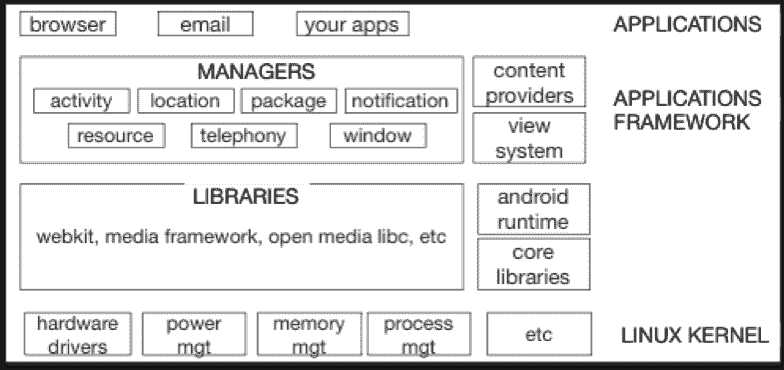 browser email your apps APPLICATIONS
MANAGERS
activity location package notification
resource telephony window
content
providers
view
system
APPLICATIONS
FRAMEWORK
LIBRARIES
webkit, media framework, open media libc, etc
android
runtime
core
libraries
hardware
drivers
power
mgt
memory
mgt
process
mgt
etc
LINUX KERNEL